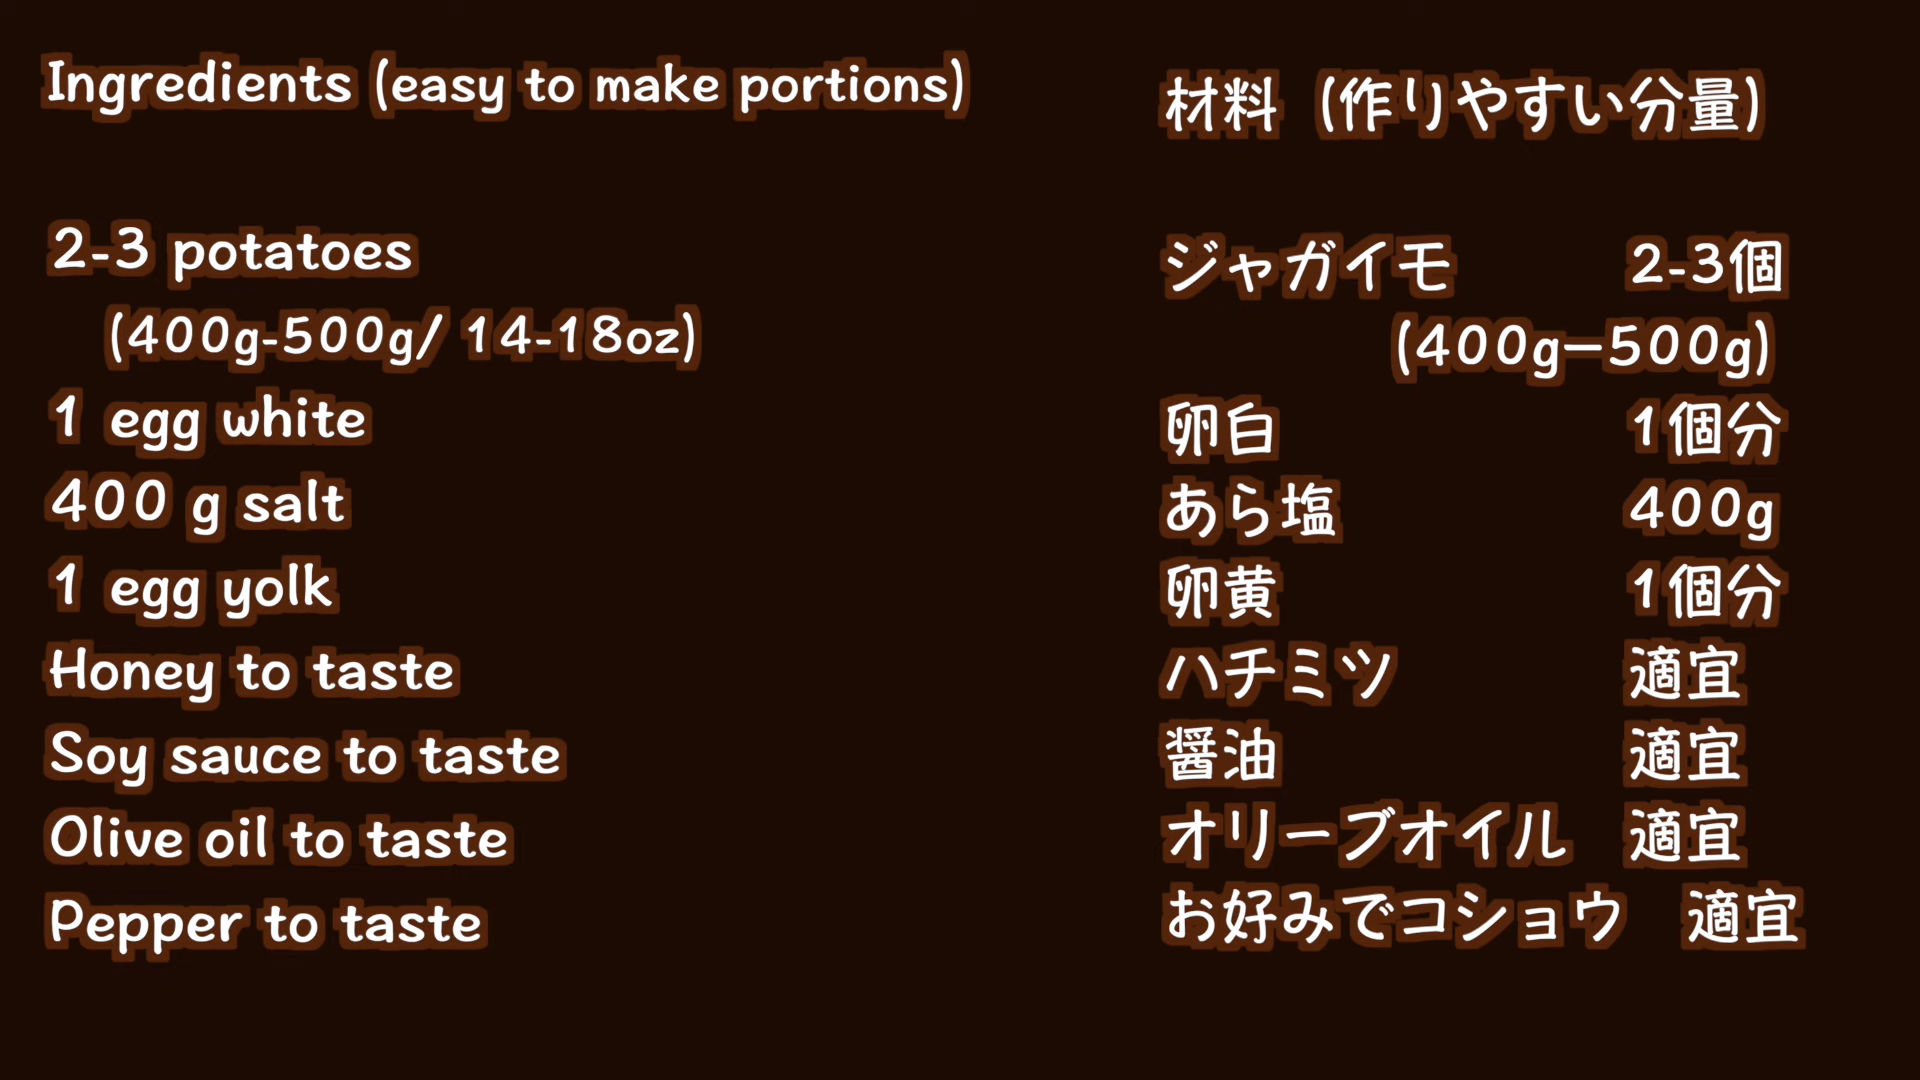 Ingredients (easy to make portions)
2-3 potatoes
(400g-500g/ 14-18oz)
1 egg white
400 g salt
1 egg yolk
Honey to taste
Soy sauce to taste
Olive oil to taste
Pepper to taste
材料（作りやすい分量）
ジャガイモ 2-3個
(400g—500g)
卵白 1個分
あら塩 400g
卵黄 1個分
ハチミツ 適宜
醤油 適宜
オリーブオイル 適宜
お好みでコショウ 適宜